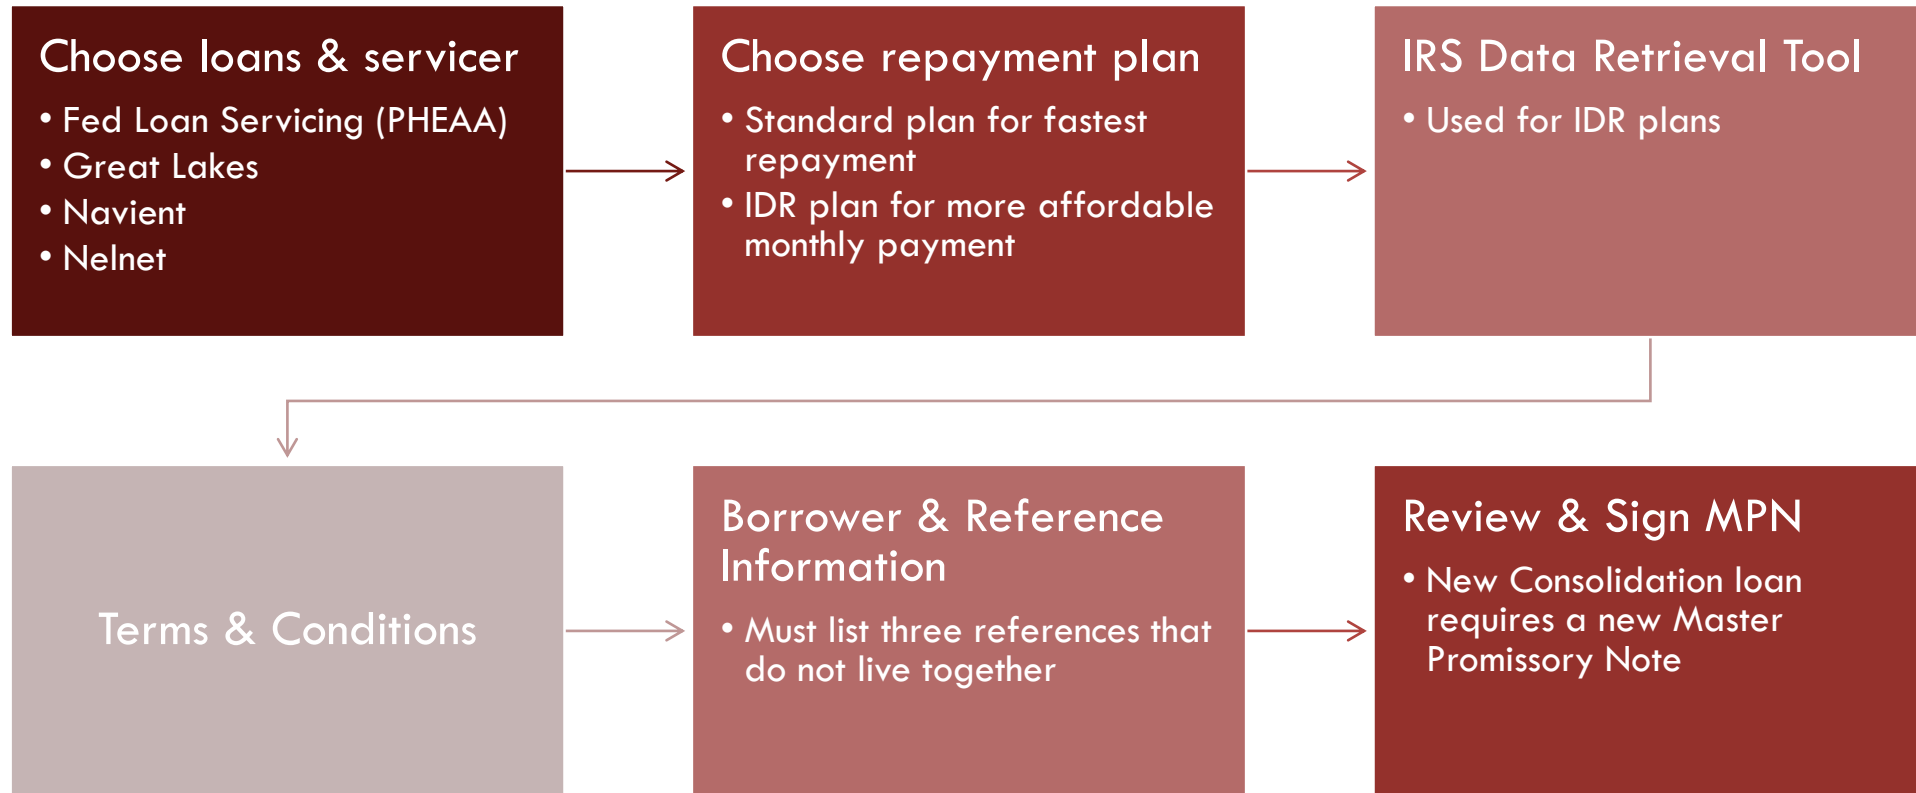 Choose loans & servicer
• Fed Loan Servicing (PHEAA)
• Great Lakes
• Navient
• Nelnet
Choose repayment plan
• Standard plan for fastest
repayment
• IDR plan for more affordable
monthly payment
IRS Data Retrieval Tool
• Used for IDR plans
Terms & Conditions
Borrower & Reference
Information
• Must list three references that
do not live together
Review & Sign MPN
• New Consolidation loan
requires a new Master
Promissory Note